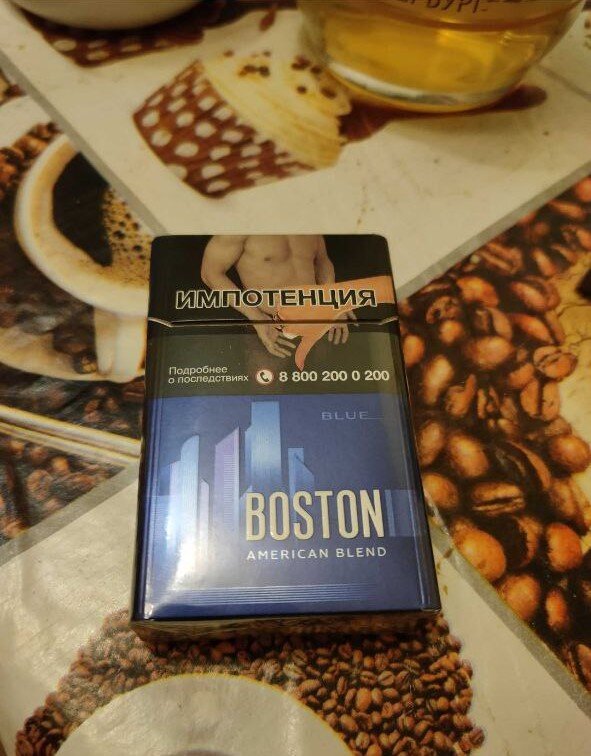 ИМПОТЕНЦИЯ
Подробнее
о последствиях 8 800 200 0 200
BLUE
BOSTON
AMERICAN BLEND